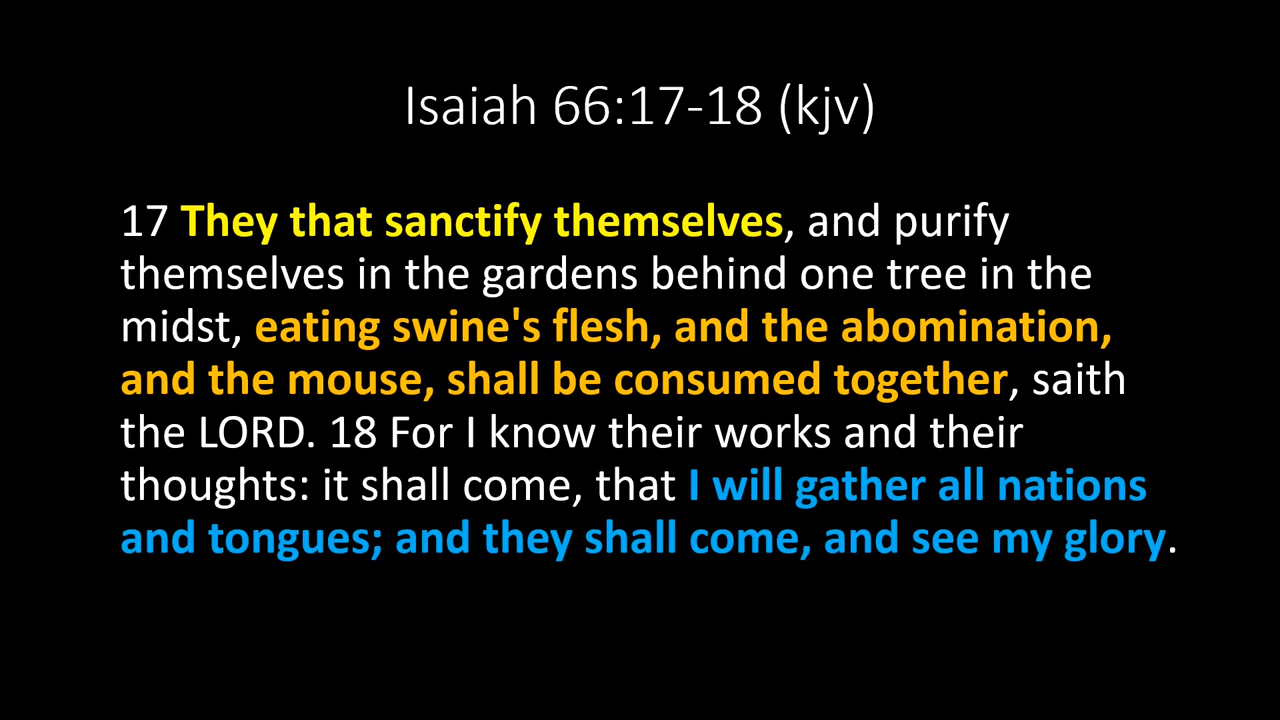 Isaiah 66:17-18 (kjv)
17 They that sanctify themselves, and purify
themselves in the gardens behind one tree in the
midst, eating swine's flesh, and the abomination,
and the mouse, shall be consumed together, saith
the LORD. 18 For I know their works and their
thoughts: it shall come, that I will gather all nations
and tongues; and they shall come, and see my glory.